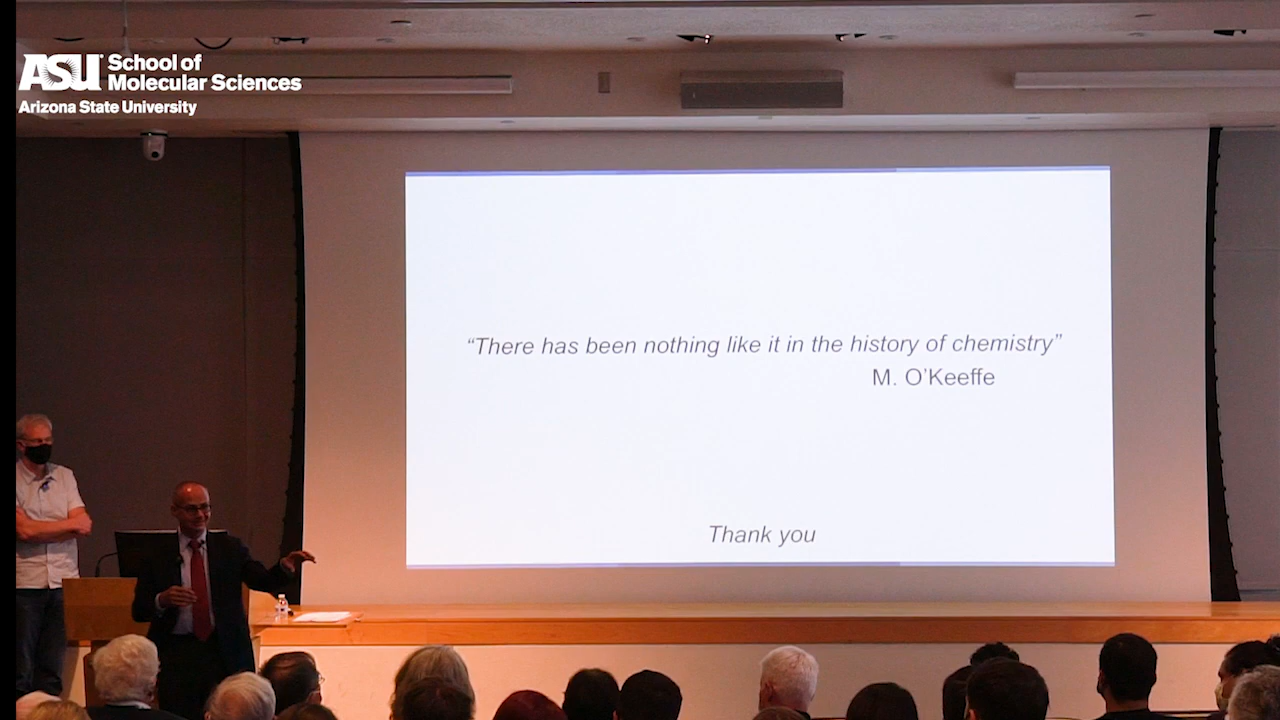 ASU School of
Molecular Sciences
Arizona State University
“There has been nothing like it in the history of chemistry”
M. O’Keeffe
Thank you